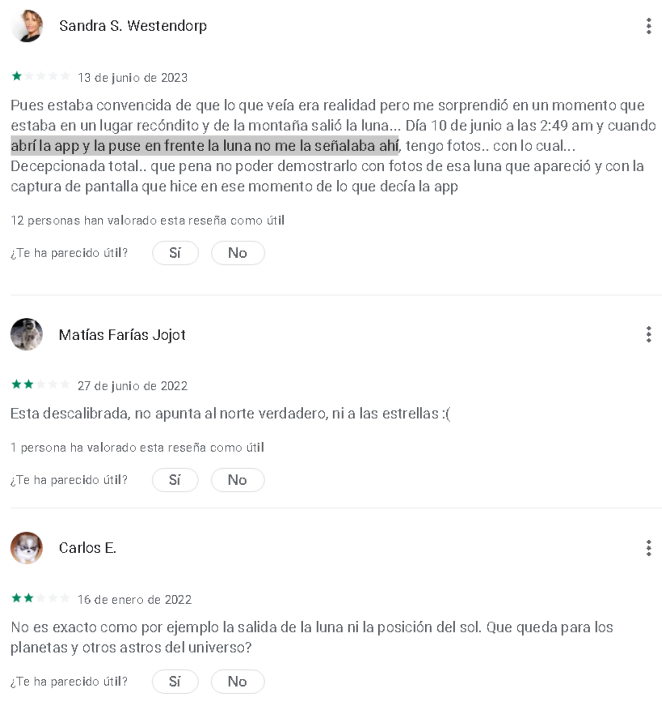 Sandra S. Westendorp
13 de junio de 2023
Pues estaba convencida de que lo que veía era realidad pero me sorprendió en un momento que
estaba en un lugar recóndito y de la montaña salió la luna... Día 10 de junio a las 2:49 am y cuando
abrí la app y la puse en frente la luna no me la señalaba ahí, tengo fotos.. con lo cual...
Decepcionada total.. que pena no poder demostrarlo con fotos de esa luna que apareció y con la
captura de pantalla que hice en ese momento de lo que decía la app
12 personas han valorado esta reseña como útil
¿Te ha parecido útil? Sí No
Matías Farías Jojot
27 de junio de 2022
Esta descalibrada, no apunta al norte verdadero, ni a las estrellas :(
1 persona ha valorado esta reseña como útil
¿Te ha parecido útil? Sí No
Carlos E.
16 de enero de 2022
No es exacto como por ejemplo la salida de la luna ni la posición del sol. Que queda para los
planetas y otros astros del universo?
¿Te ha parecido útil? Sí No